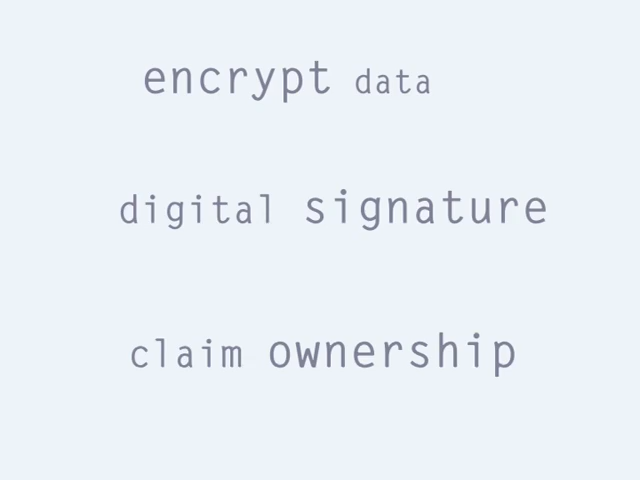 encrypt data
digital signature
claim ownership